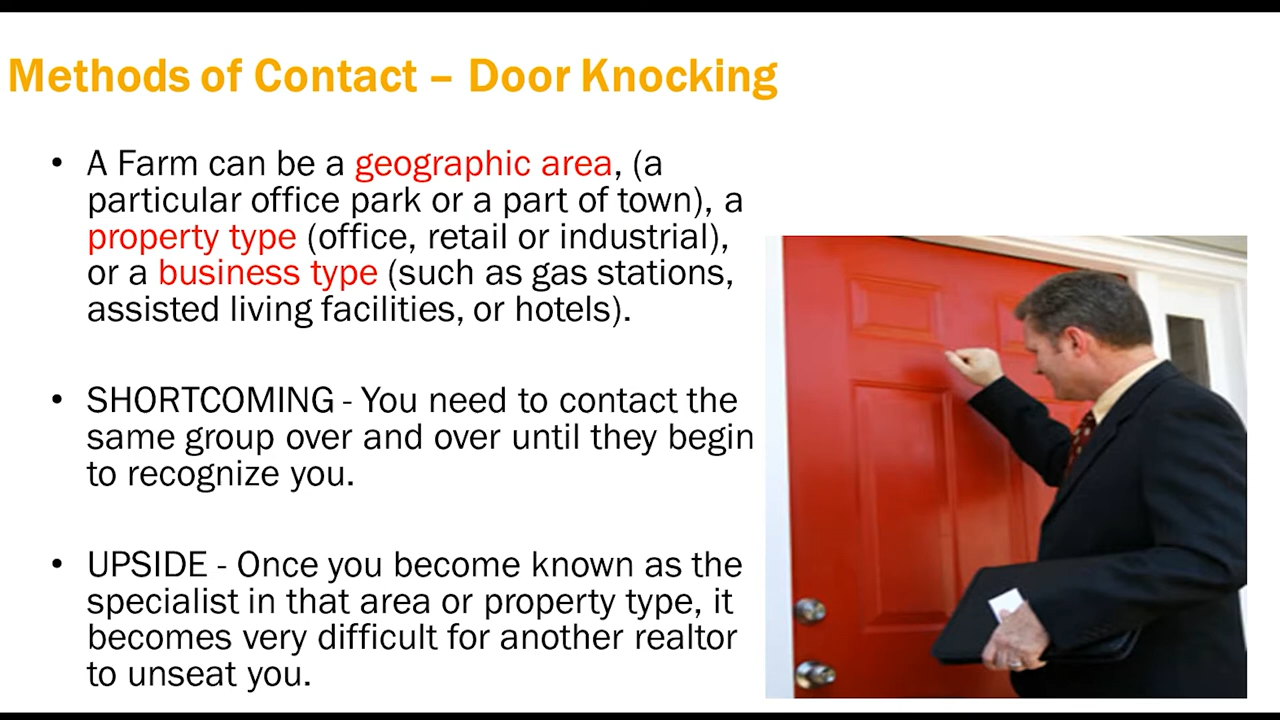 Methods of Contact – Door Knocking
• A Farm can be a geographic area, (a
particular office park or a part of town), a
property type (office, retail or industrial),
or a business type (such as gas stations,
assisted living facilities, or hotels).
• SHORTCOMING - You need to contact the
same group over and over until they begin
to recognize you.
• UPSIDE - Once you become known as the
specialist in that area or property type, it
becomes very difficult for another realtor
to unseat you.